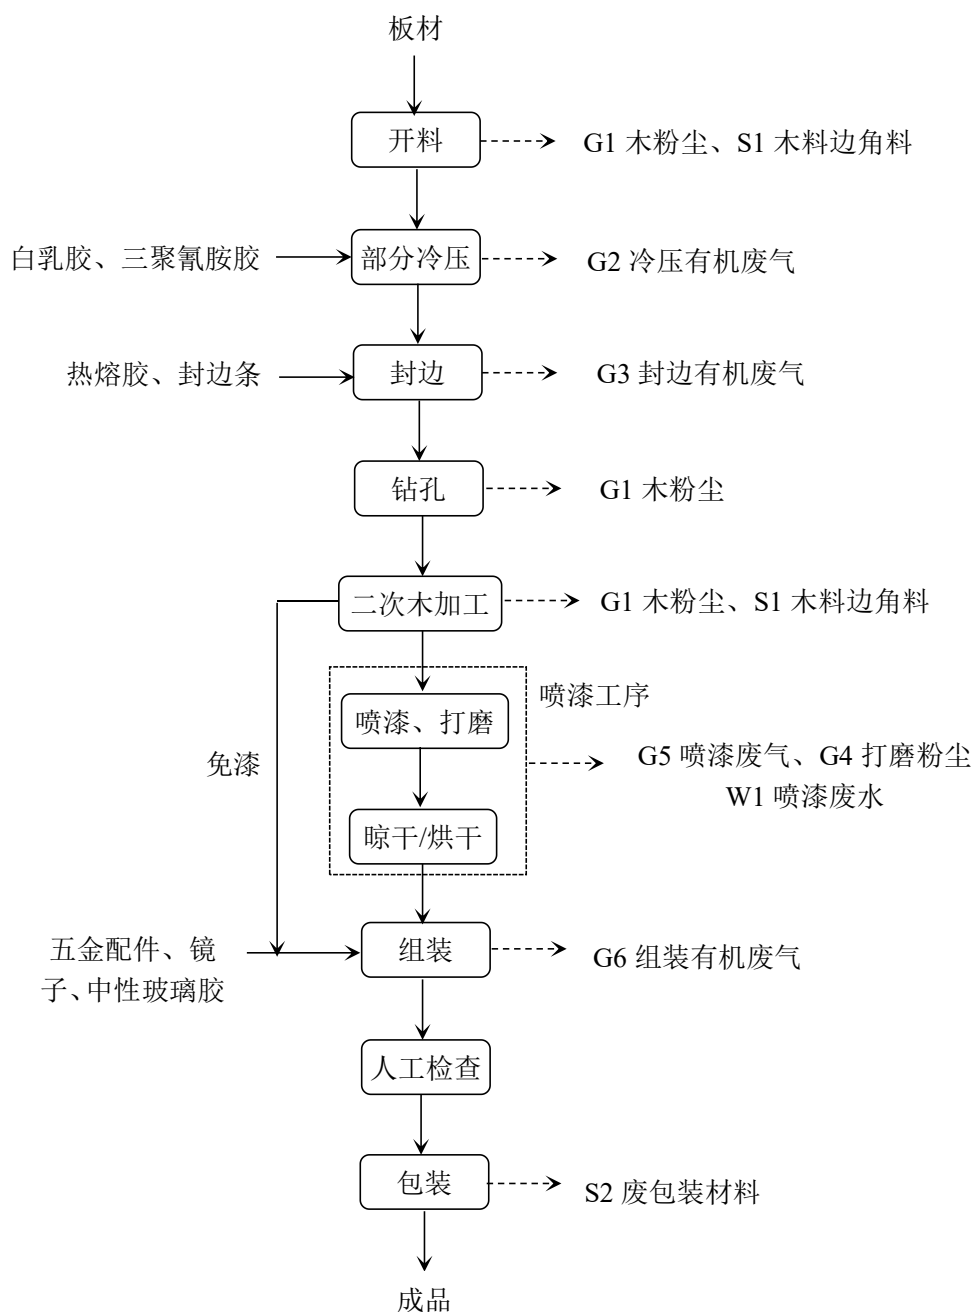 板材
开料
G1 木粉尘、S1 木料边角料
白乳胶、三聚氰胺胶
部分冷压
G2 冷压有机废气
热熔胶、封边条
封边
G3 封边有机废气
钻孔
G1 木粉尘
二次木加工
G1 木粉尘、S1 木料边角料
喷漆工序
喷漆、打磨
免漆
G5 喷漆废气、G4 打磨粉尘
W1 喷漆废水
晾干/烘干
五金配件、镜
子、中性玻璃胶
组装
G6 组装有机废气
人工检查
包装
S2 废包装材料
成品